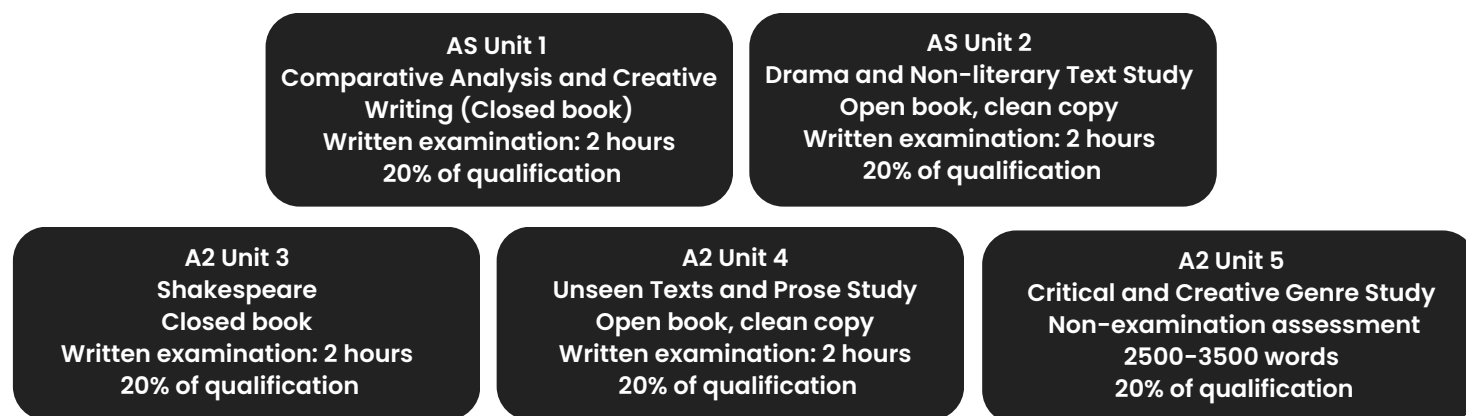 AS Unit 1
Comparative Analysis and Creative
Writing (Closed book)
Written examination: 2 hours
20% of qualification
AS Unit 2
Drama and Non-literary Text Study
Open book, clean copy
Written examination: 2 hours
20% of qualification
A2 Unit 3
Shakespeare
Closed book
Written examination: 2 hours
20% of qualification
A2 Unit 4
Unseen Texts and Prose Study
Open book, clean copy
Written examination: 2 hours
20% of qualification
A2 Unit 5
Critical and Creative Genre Study
Non-examination assessment
2500-3500 words
20% of qualification